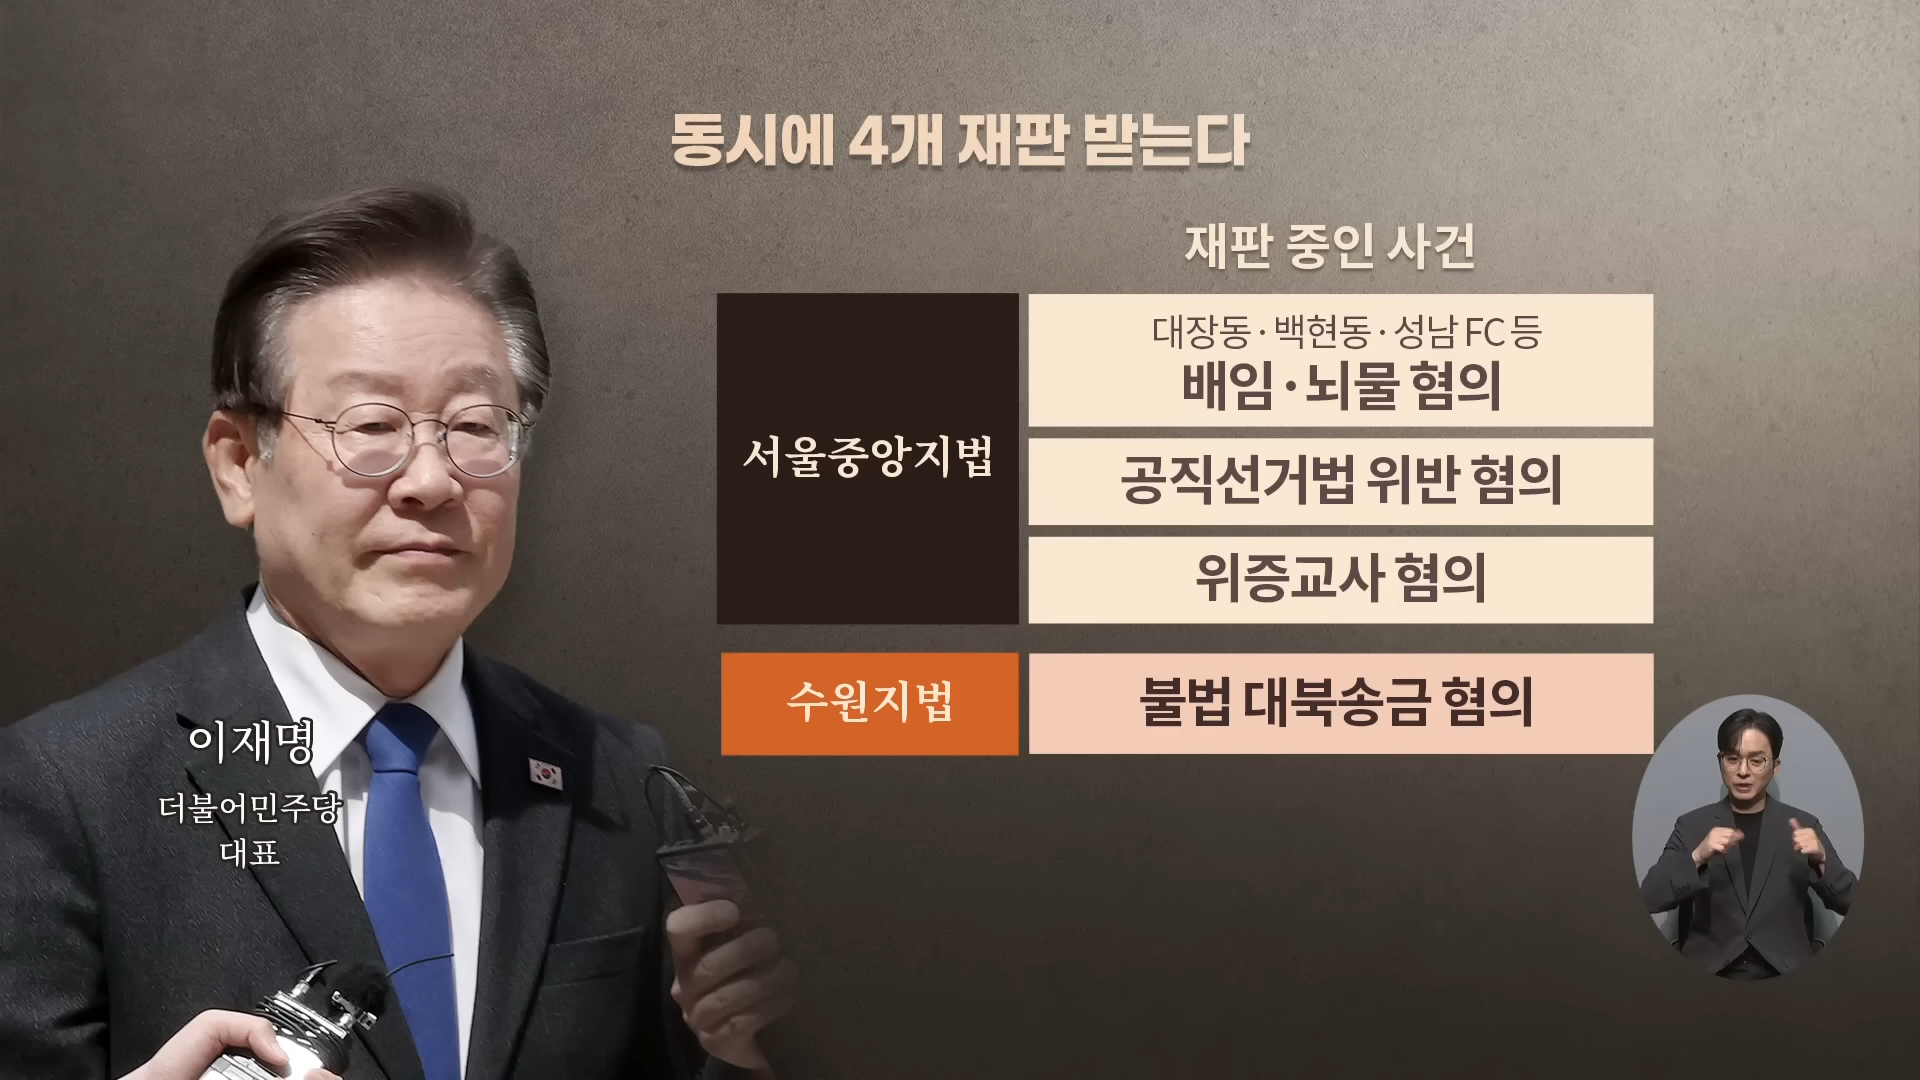 동시에 4개 재판 받는다
재판 중인 사건
서울중앙지법
대장동·백현동·성남FC 등
배임·뇌물 혐의
공직선거법 위반 혐의
위증교사 혐의
수원지법
불법 대북송금 혐의
이재명
더불어민주당
대표